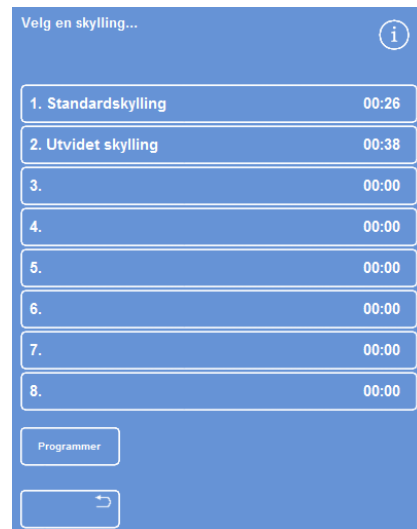 Velg en skylling...
i
1. Standardskylling 00:26
2. Utvidet skylling 00:38
3. 00:00
4. 00:00
5. 00:00
6. 00:00
7. 00:00
8. 00:00
Programmer